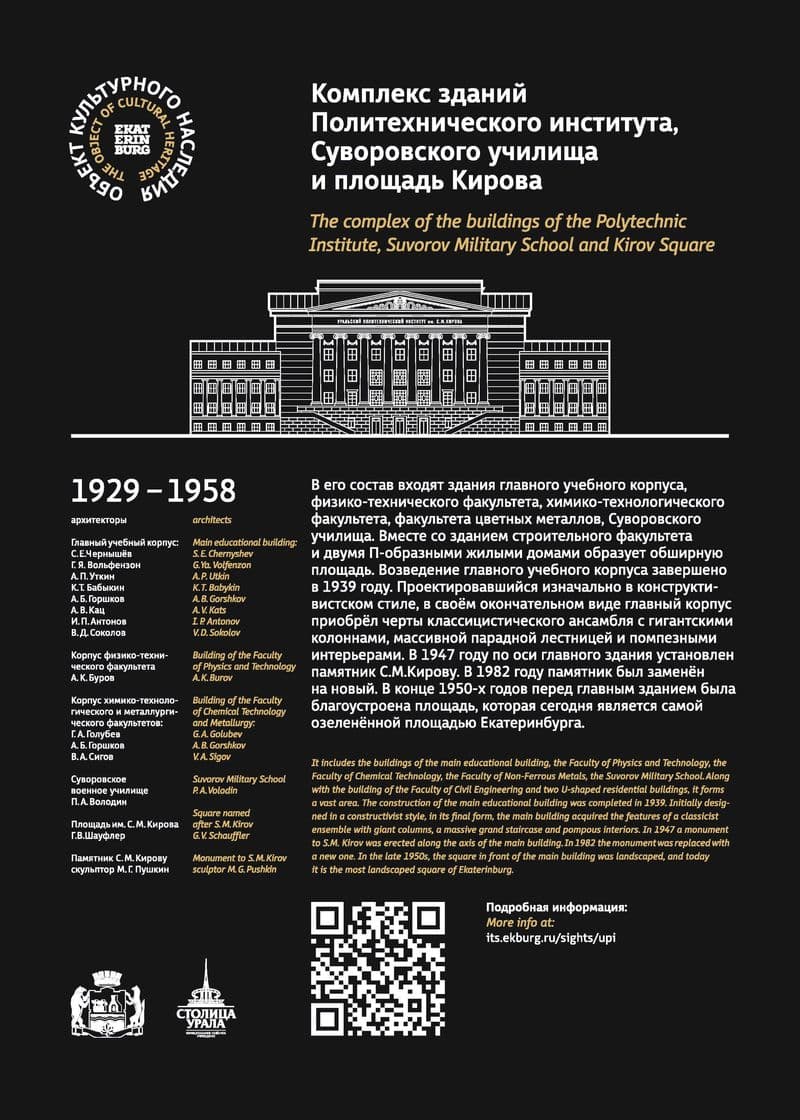 ОБЪЕКТ КУЛЬТУРНОГО НАСЛЕДИЯ
THE OBJECT OF CULTURAL HERITAGE
EKAT
ERIN
BURG
Комплекс зданий
Политехнического института,
Суворовского училища
и площадь Кирова
The complex of the buildings of the Polytechnic
Institute, Suvorov Military School and Kirov Square
УРАЛЬСКИЙ ПОЛИТЕХНИЧЕСКИЙ ИНСТИТУТ им. С.М.КИРОВА
1929 – 1958
архитекторы
Главный учебный корпус:
С.Е.Чернышёв
Г. Я. Вольфензон
А. П. Уткин
К.Т. Бабыкин
А. Б. Горшков
А. В. Кац
И. П. Антонов
В. Д. Соколов
Корпус физико-техни-
ческого факультета
А. К. Буров
Корпус химико-техноло-
гического и металлурги-
ческого факультетов:
Г. А. Голубев
А. Б. Горшков
В. А. Сигов
Суворовское
военное училище
П. А. Володин
Площадь им. С. М. Кирова
Г.В.Шауфлер
Памятник С. М. Кирову
скульптор М. Г. Пушкин
architects
Main educational building:
S. E. Chernyshev
G.Ya. Volfenzon
A.P. Utkin
K. T. Babykin
A. B. Gorshkov
A. V. Kats
I. P. Antonov
V. D. Sokolov
Building of the Faculty
of Physics and Technology
A. K. Burov
Building of the Faculty
of Chemical Technology
and Metallurgy:
G. A. Golubev
A. B. Gorshkov
V. A. Sigov
Suvorov Military School
P. A. Volodin
Square named
after S. M. Kirov
G. V. Schauffler
Monument to S. M. Kirov
sculptor M. G. Pushkin
В его состав входят здания главного учебного корпуса,
физико-технического факультета, химико-технологического
факультета, факультета цветных металлов, Суворовского
училища. Вместе со зданием строительного факультета
и двумя П-образными жилыми домами образует обширную
площадь. Возведение главного учебного корпуса завершено
в 1939 году. Проектировавшийся изначально в конструкти-
вистском стиле, в своём окончательном виде главный корпус
приобрёл черты классицистического ансамбля с гигантскими
колоннами, массивной парадной лестницей и помпезными
интерьерами. В 1947 году по оси главного здания установлен
памятник С.М.Кирову. В 1982 году памятник был заменён
на новый. В конце 1950-х годов перед главным зданием была
благоустроена площадь, которая сегодня является самой
озеленённой площадью Екатеринбурга.
It includes the buildings of the main educational building, the Faculty of Physics and Technology, the
Faculty of Chemical Technology, the Faculty of Non-Ferrous Metals, the Suvorov Military School. Along
with the building of the Faculty of Civil Engineering and two U-shaped residential buildings, it forms
a vast area. The construction of the main educational building was completed in 1939. Initially desig-
ned in a constructivist style, in its final form, the main building acquired the features of a classicist
ensemble with giant columns, a massive grand staircase and pompous interiors. In 1947 a monument
to S.M. Kirov was erected along the axis of the main building. In 1982 the monument was replaced with
a new one. In the late 1950s, the square in front of the main building was landscaped, and today
it is the most landscaped square of Ekaterinburg.
Подробная информация:
More info at:
its.ekburg.ru/sights/upi
СТОЛИЦА
УРАЛА